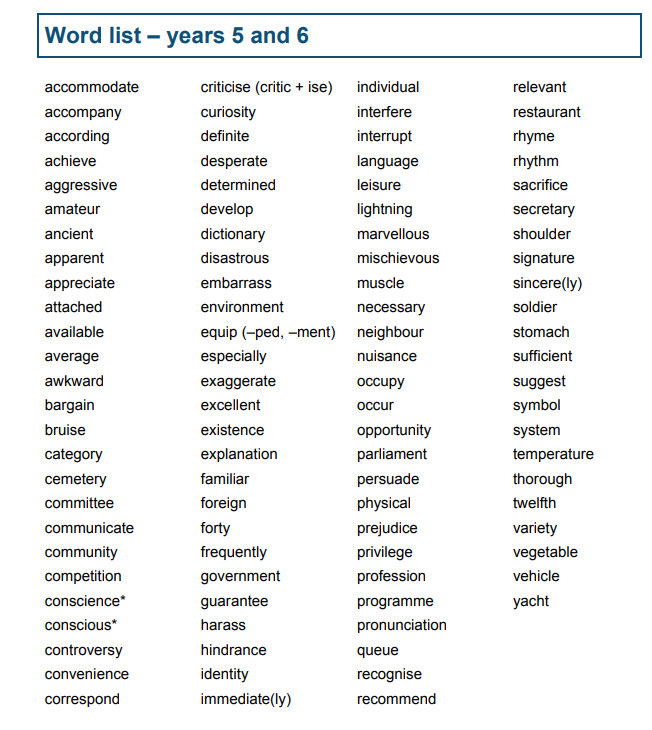 Word list – years 5 and 6
accommodate
accompany
according
achieve
aggressive
amateur
ancient
apparent
appreciate
attached
available
average
awkward
bargain
bruise
category
cemetery
committee
communicate
community
competition
conscience*
conscious*
controversy
convenience
correspond
criticise (critic + ise)
curiosity
definite
desperate
determined
develop
dictionary
disastrous
embarrass
environment
equip (–ped, –ment)
especially
exaggerate
excellent
existence
explanation
familiar
foreign
forty
frequently
government
guarantee
harass
hindrance
identity
immediate(ly)
individual
interfere
interrupt
language
leisure
lightning
marvellous
mischievous
muscle
necessary
neighbour
nuisance
occupy
occur
opportunity
parliament
persuade
physical
prejudice
privilege
profession
programme
pronunciation
queue
recognise
recommend
relevant
restaurant
rhyme
rhythm
sacrifice
secretary
shoulder
signature
sincere(ly)
soldier
stomach
sufficient
suggest
symbol
system
temperature
thorough
twelfth
variety
vegetable
vehicle
yacht